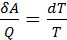 δA/Q = dT/T